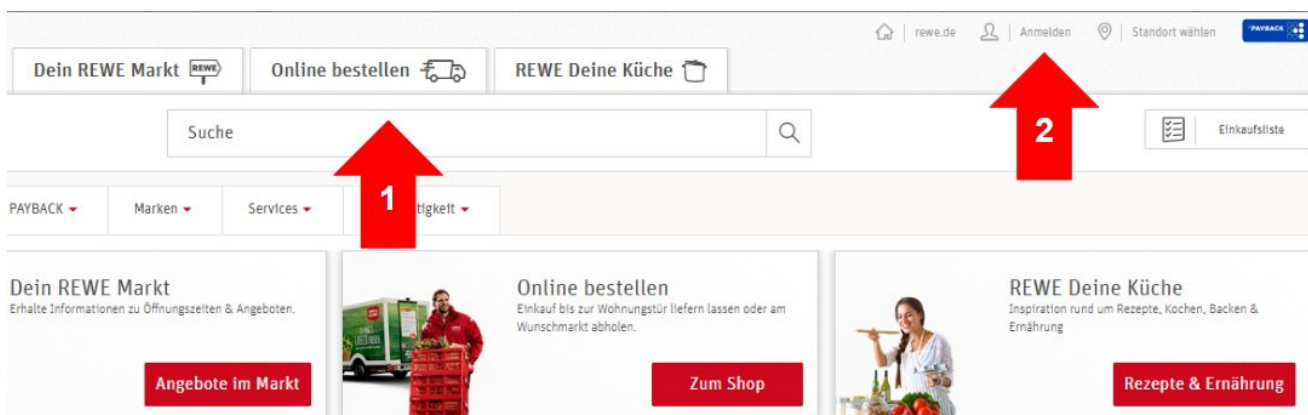 rewe.de
Anmelden
Standort wählen
PAYBACK
Dein REWE Markt
REWE
Online bestellen
REWE Deine Küche
Suche
2
Einkaufsliste
1
PAYBACK
Marken
Services
tigkeit
Dein REWE Markt
Erhalte Informationen zu Öffnungszeiten & Angeboten.
Angebote im Markt
Online bestellen
Einkauf bis zur Wohnungstür liefern lassen oder am
Wunschmarkt abholen.
Zum Shop
REWE Deine Küche
Inspiration rund um Rezepte, Kochen, Backen &
Ernährung
Rezepte & Ernährung